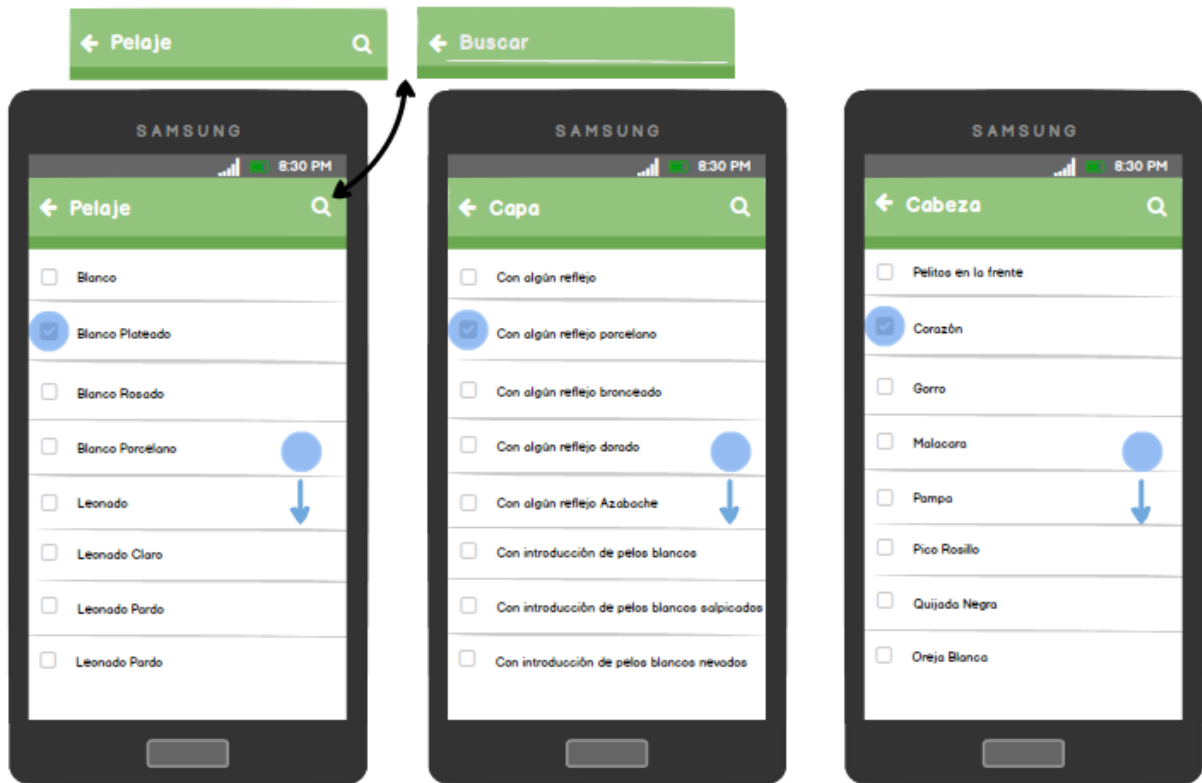 Pelaje
Buscar
SAMSUNG
8:30 PM
Pelaje
Blanco
Blanco Plateado
Blanco Rosado
Blanco Porcelano
Leonado
Leonado Claro
Leonado Pardo
Leonado Pardo
SAMSUNG
8:30 PM
Capa
Con algún reflejo
Con algún reflejo porcelano
Con algún reflejo bronceado
Con algún reflejo dorado
Con algún reflejo Azabache
Con introducción de pelos blancos
Con introducción de pelos blancos salpicados
Con introducción de pelos blancos nevados
SAMSUNG
8:30 PM
Cabeza
Pelitos en la frente
Corazón
Gorro
Malacara
Pampa
Pico Rosillo
Quijada Negra
Oreja Blanca